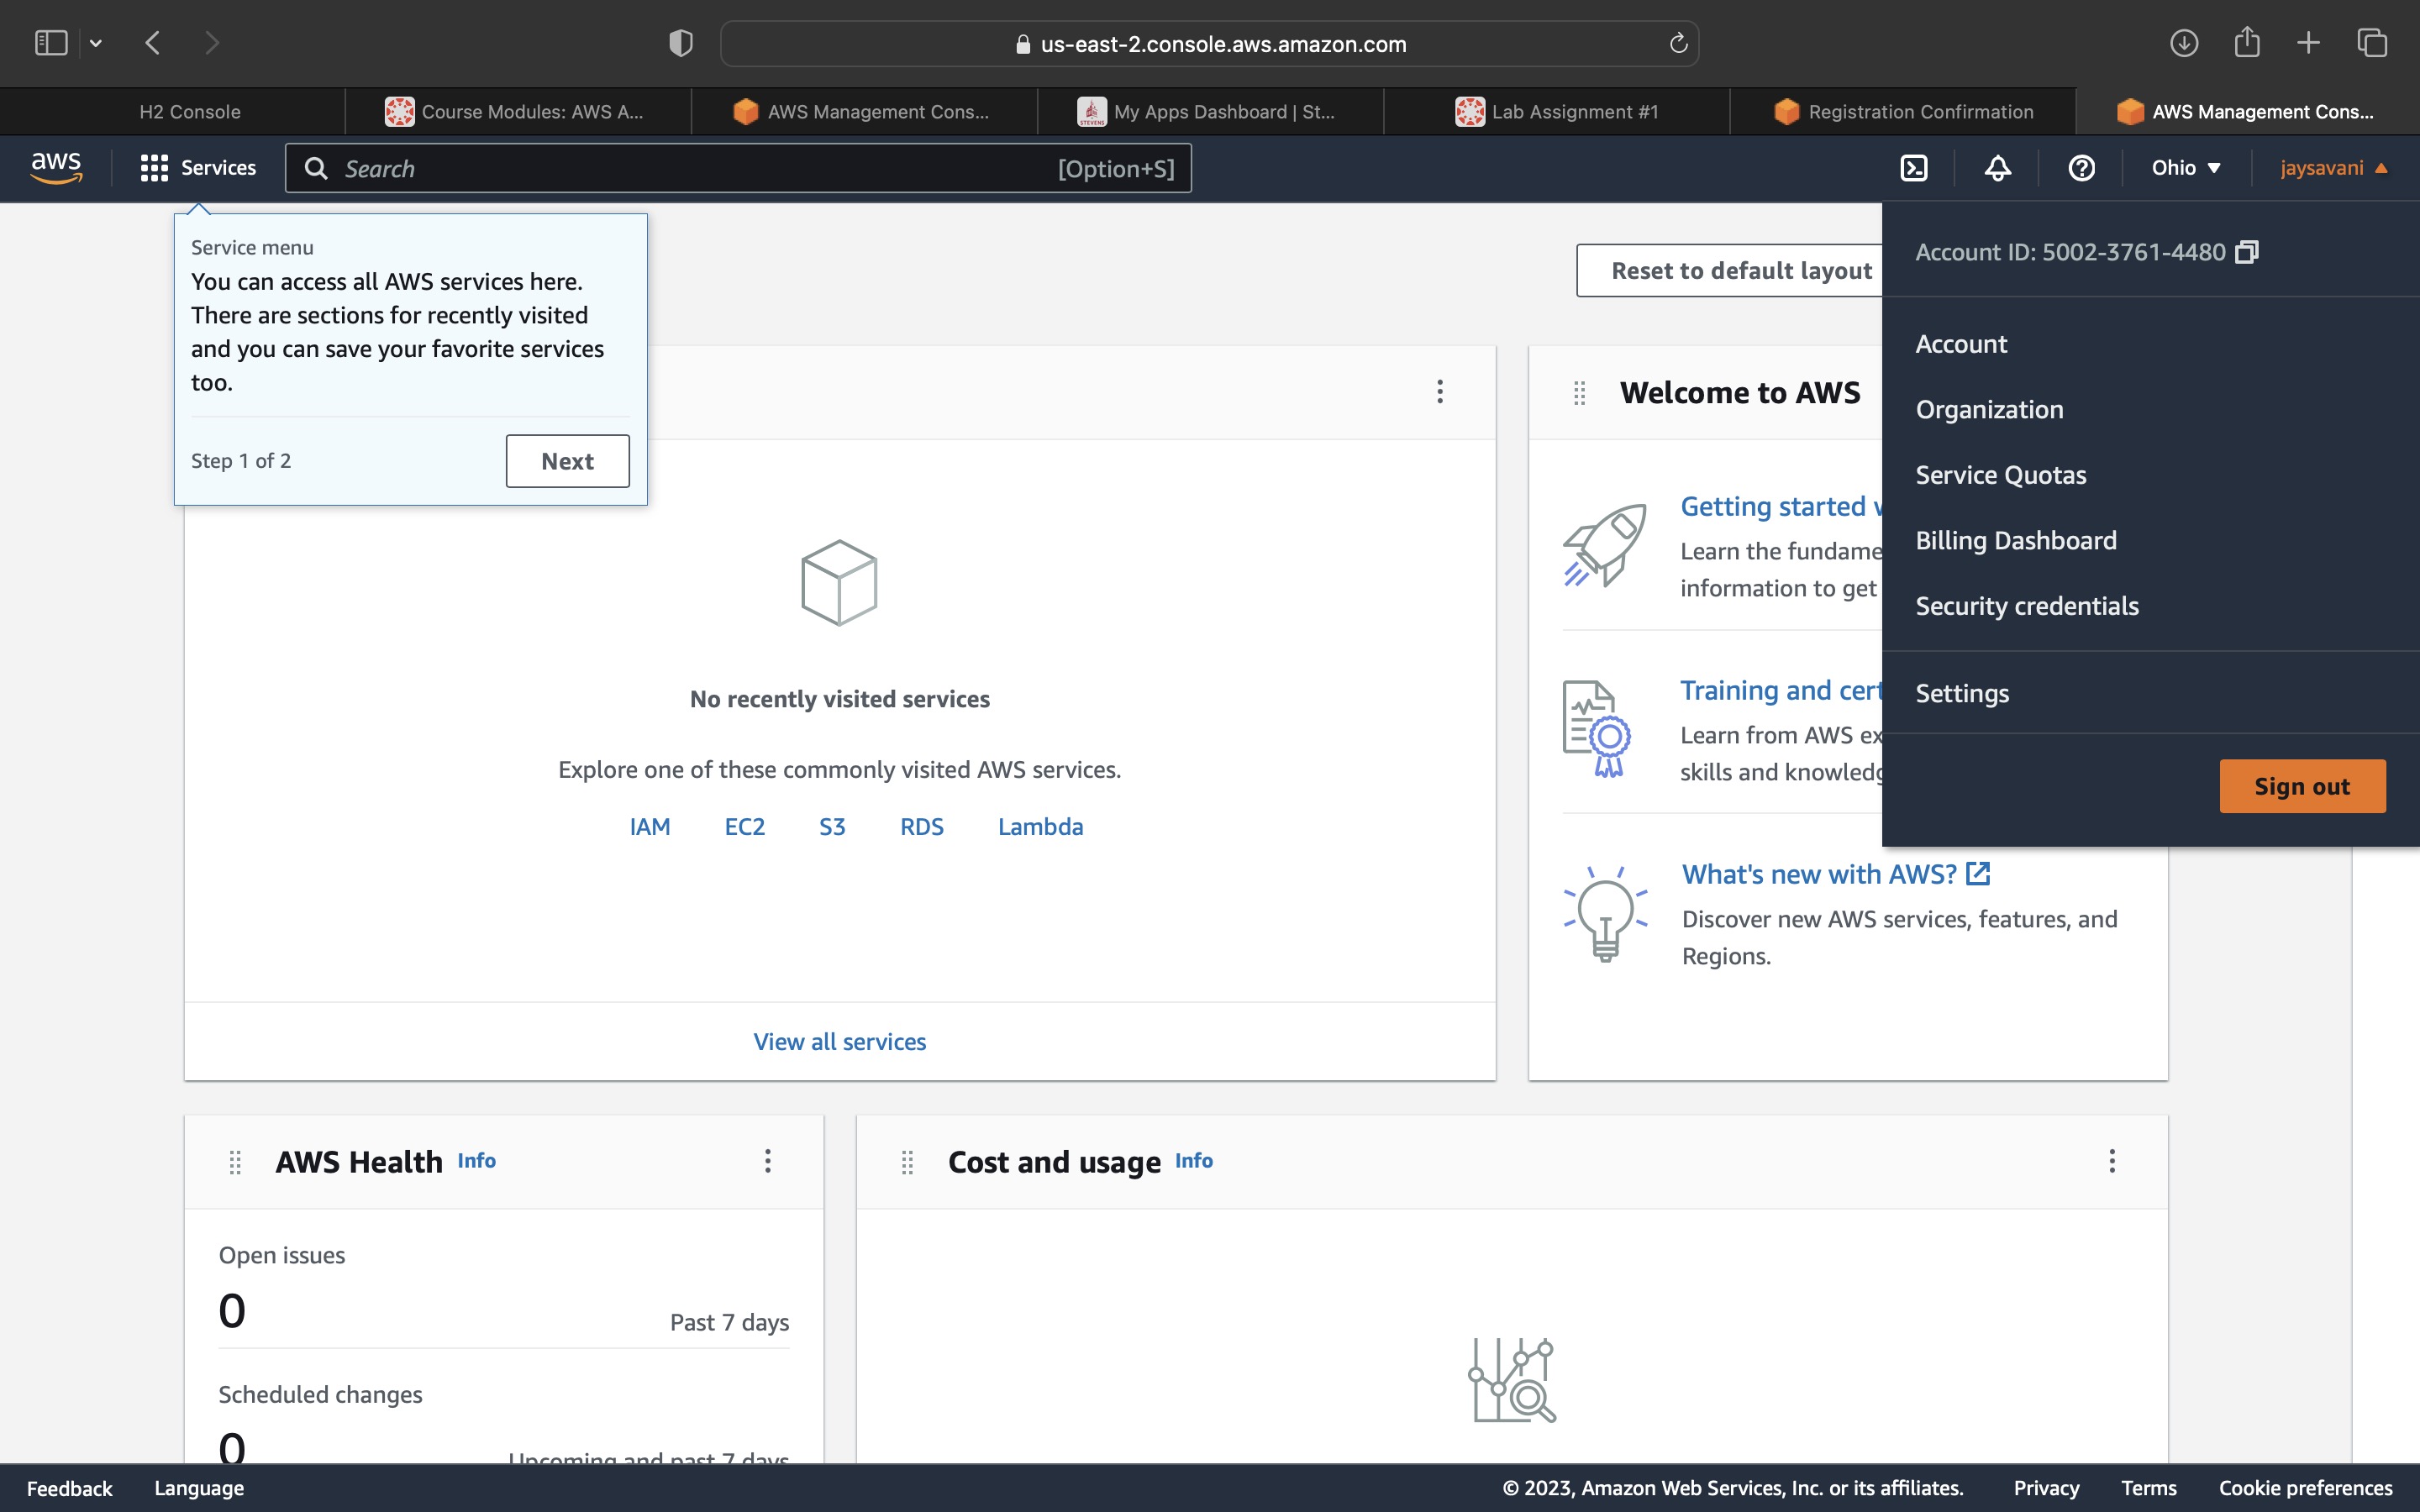 us-east-2.console.aws.amazon.com
H2 Console
Course Modules: AWS A...
AWS Management Cons...
STEVENS
My Apps Dashboard | St...
Lab Assignment #1
Registration Confirmation
AWS Management Cons...
aws
Services
Search
[Option+S]
Ohio
jaysavani
Service menu
You can access all AWS services here.
There are sections for recently visited
and you can save your favorite services
too.
Step 1 of 2
Next
Reset to default layout
Account ID: 5002-3761-4480
Account
Organization
Service Quotas
Billing Dashboard
Security credentials
Settings
Sign out
No recently visited services
Explore one of these commonly visited AWS services.
IAM
EC2
S3
RDS
Lambda
View all services
Welcome to AWS
Getting started
Learn the fundame
information to get
Training and cert
Learn from AWS ex
skills and knowledg
What's new with AWS?
Discover new AWS services, features, and
Regions.
AWS Health Info
Open issues
0
Past 7 days
Scheduled changes
0
Upcoming and past 7 days
Cost and usage Info
Feedback
Language
© 2023, Amazon Web Services, Inc. or its affiliates.
Privacy
Terms
Cookie preferences